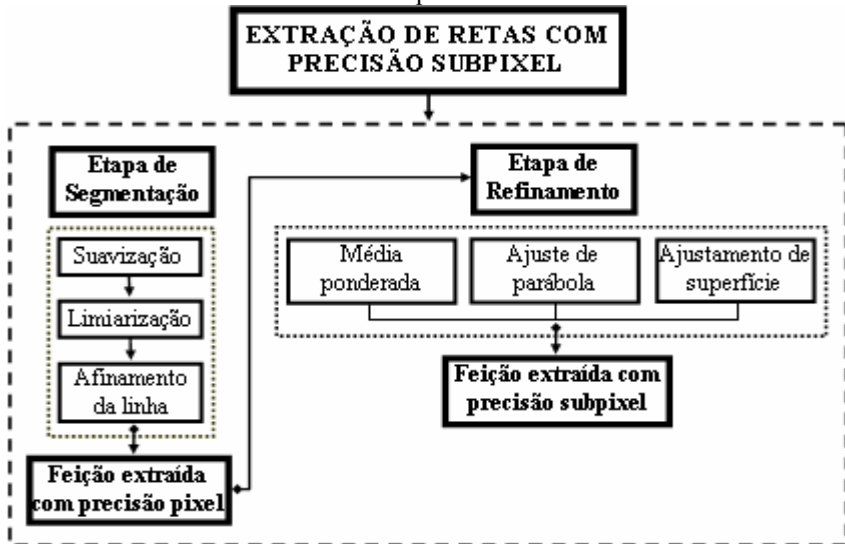 EXTRAÇÃO DE RETAS COM
PRECISÃO SUBPIXEL
Etapa de
Segmentação
Suavização
Limiarização
Afinamento
da linha
Feição extraída
com precisão pixel
Etapa de
Refinamento
Média
ponderada
Ajuste de
parábola
Ajustamento de
superfície
Feição extraída com
precisão subpixel